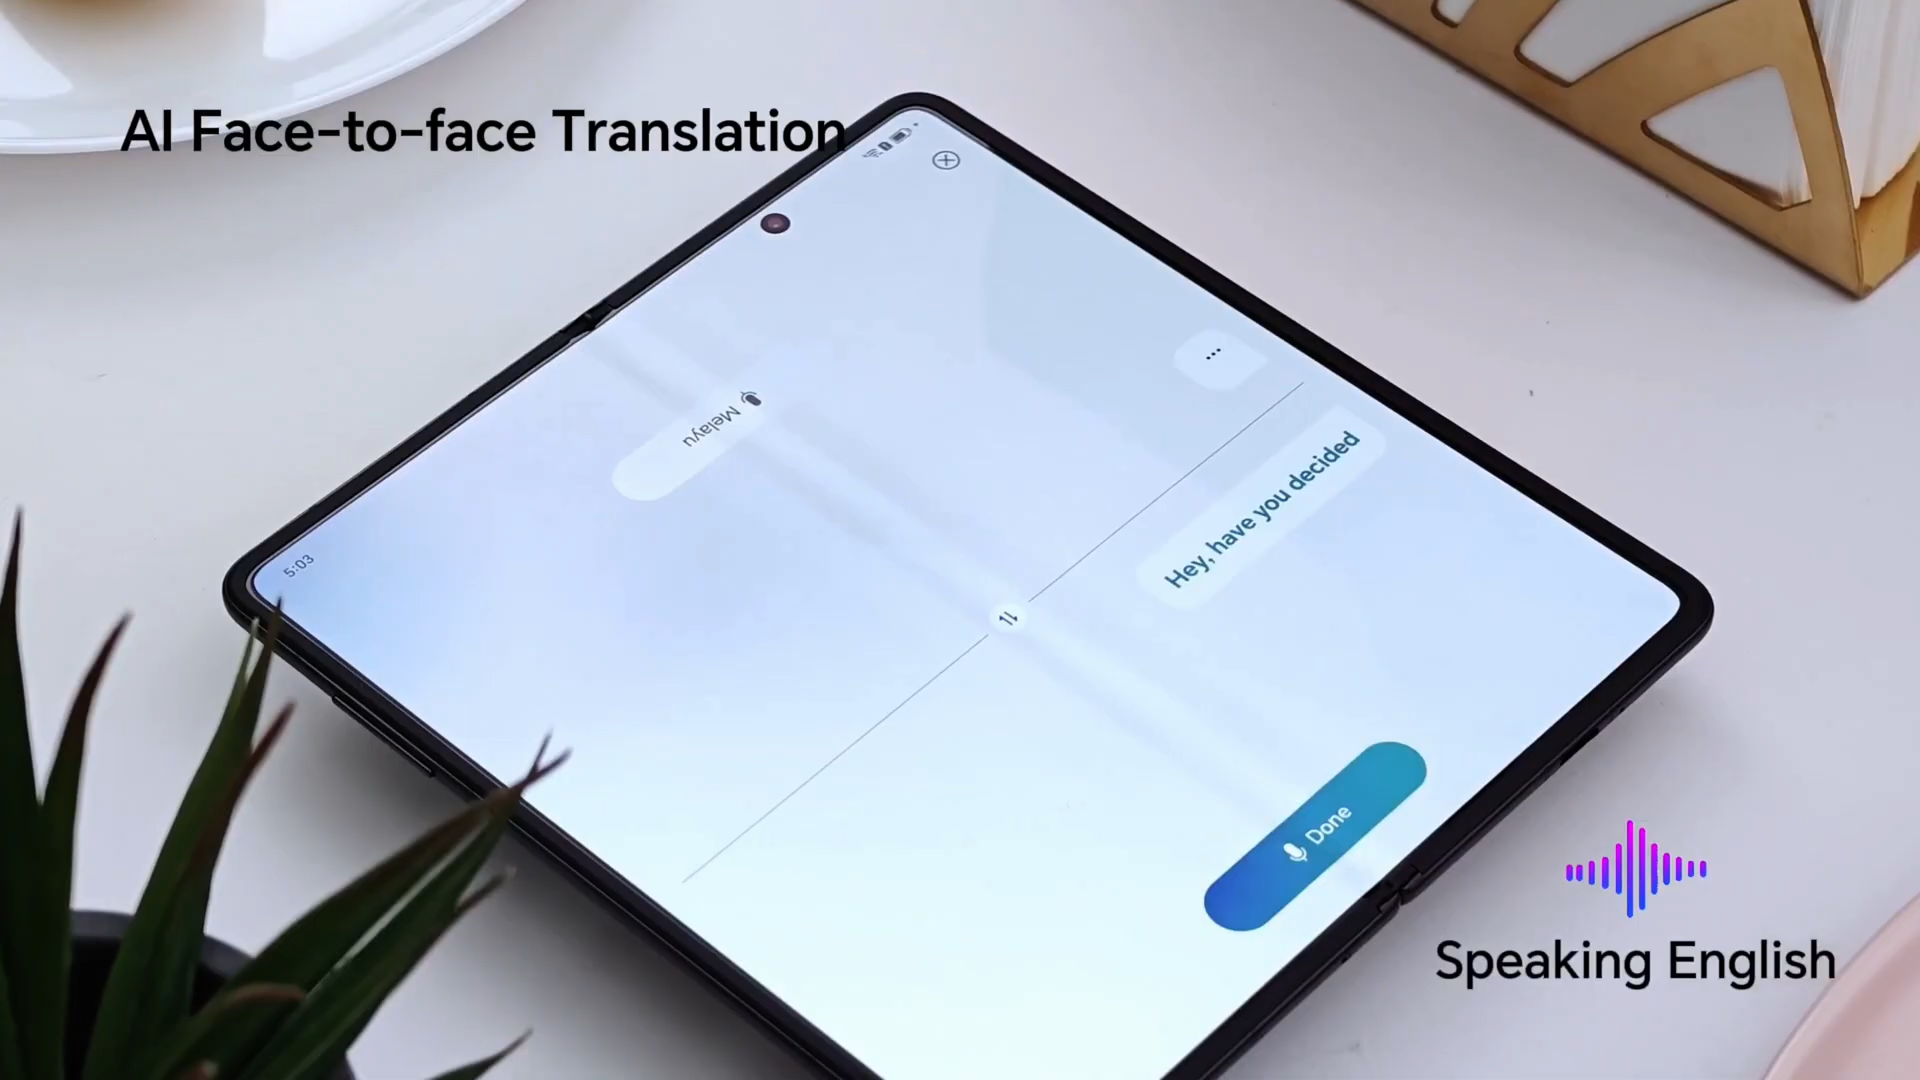 AI Face-to-face Translation
5:03
Melayu
...
Hey, have you decided
Done
Speaking English